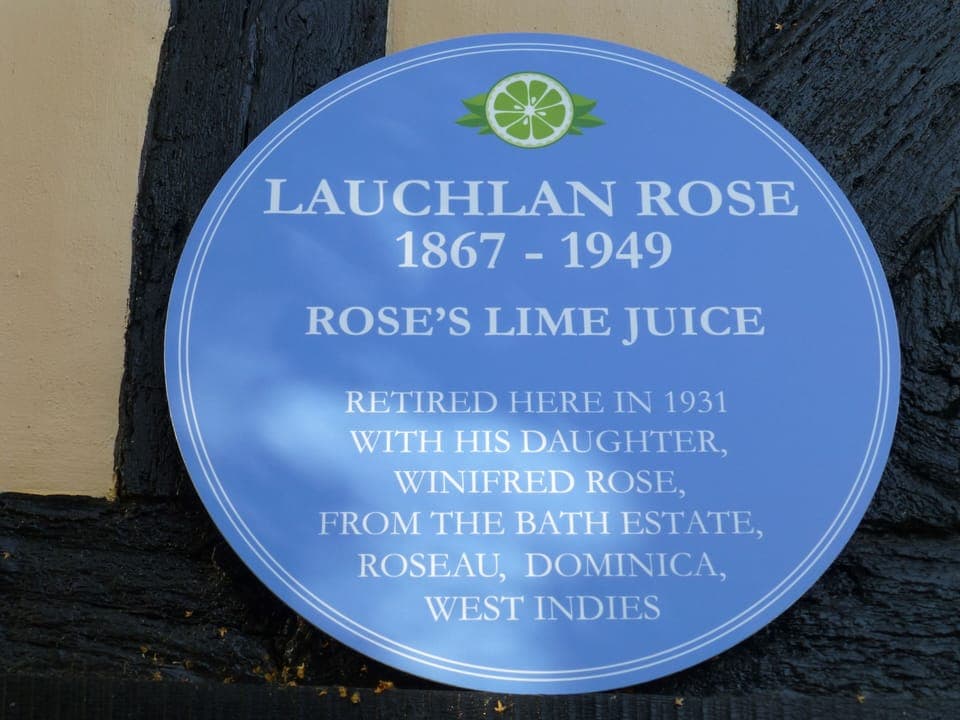 LAUCHLAN ROSE
1867 - 1949
ROSE'S LIME JUICE
RETIRED HERE IN 1931
WITH HIS DAUGHTER,
WINIFRED ROSE,
FROM THE BATH ESTATE,
ROSEAU, DOMINICA,
WEST INDIES